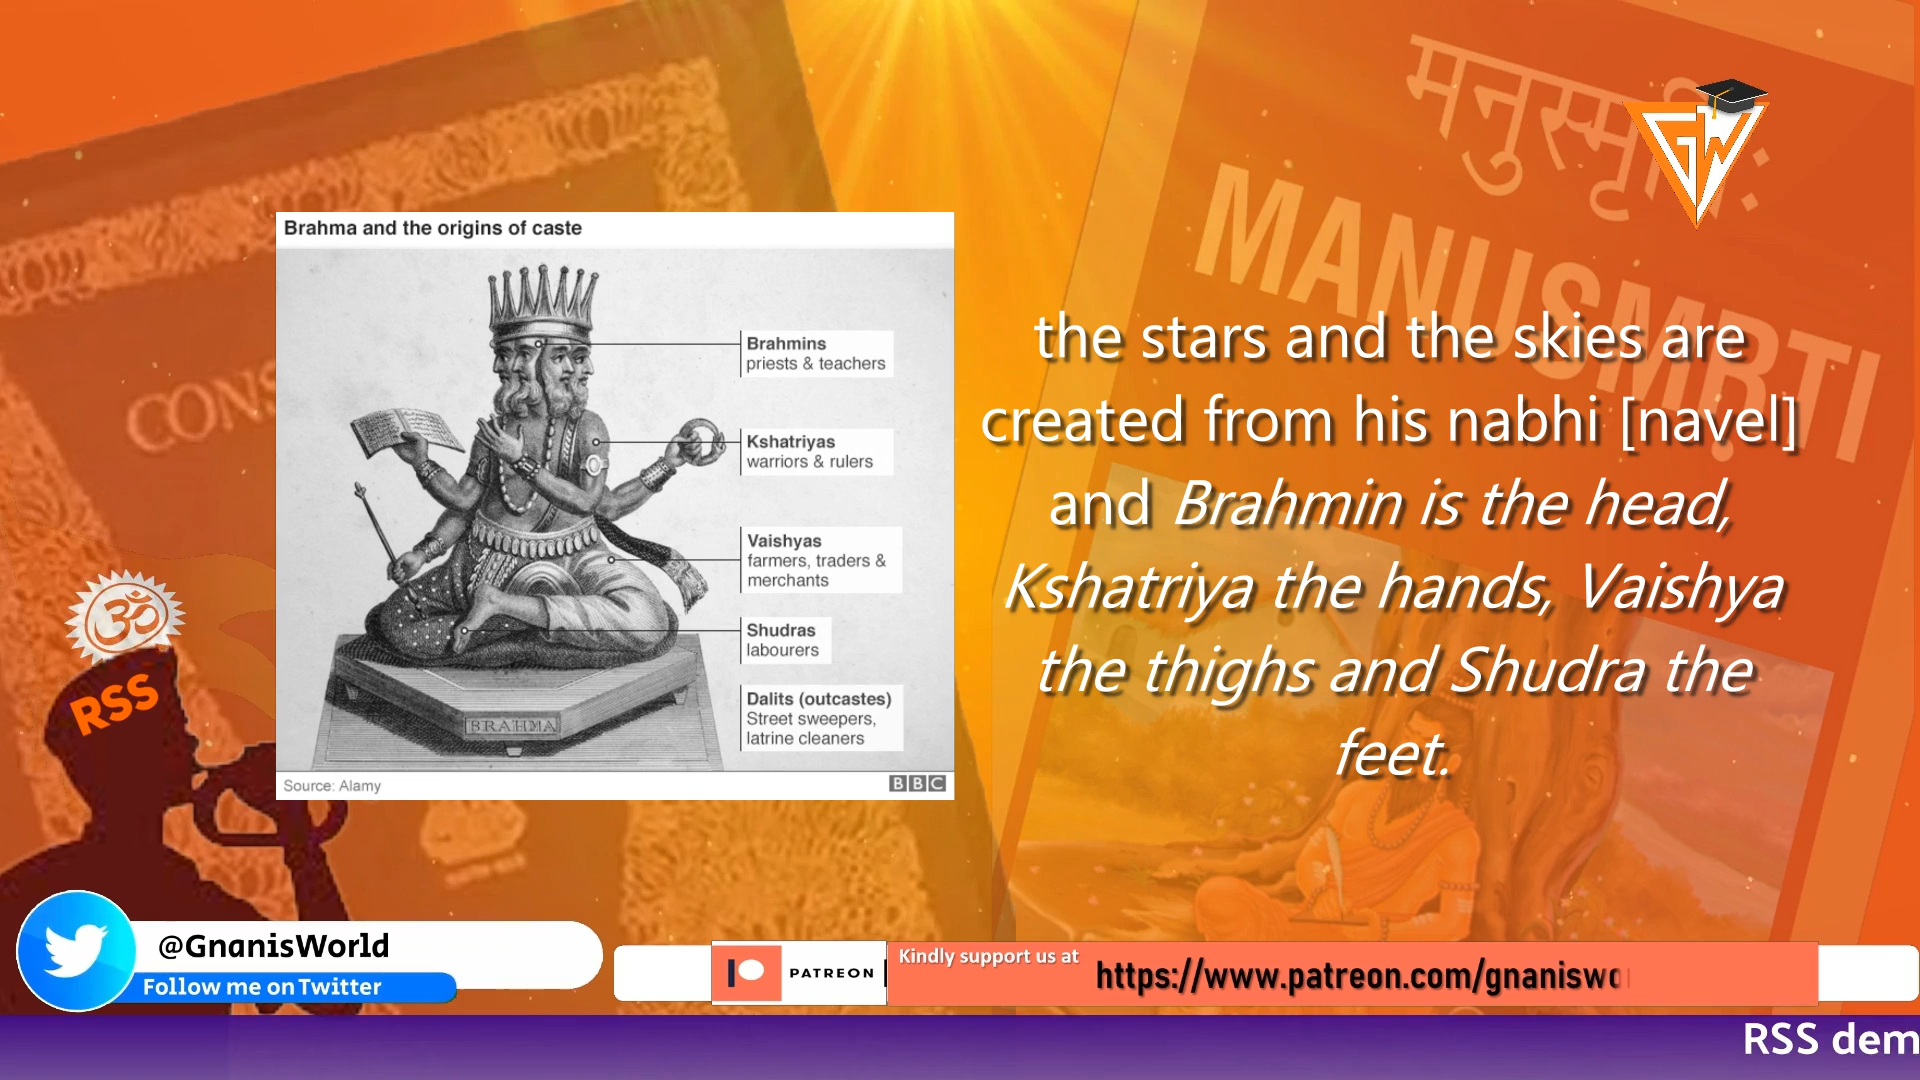 मनुस्मृतिः
MANUSMRTI
GW
CONS
Brahma and the origins of caste
Brahmins
priests & teachers
Kshatriyas
warriors & rulers
Vaishyas
farmers, traders &
merchants
Shudras
labourers
Dalits (outcastes)
Street sweepers,
latrine cleaners
BRAHMA
Source: Alamy
BBC
the stars and the skies are
created from his nabhi [navel]
and Brahmin is the head,
Kshatriya the hands, Vaishya
the thighs and Shudra the
feet.
ॐ
RSS
@GnanisWorld
Follow me on Twitter
PATREON
Kindly support us at
https://www.patreon.com/gnaniswo
RSS dem